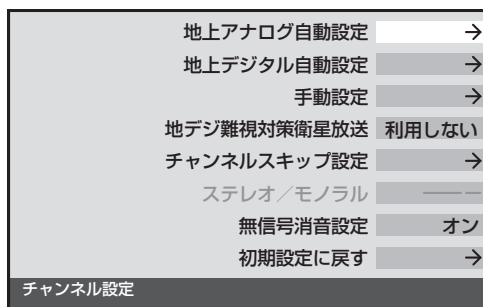 地上アナログ自動設定 →
地上デジタル自動設定 →
手動設定 →
地デジ難視対策衛星放送 利用しない
チャンネルスキップ設定 →
ステレオ／モノラル ―――
無信号消音設定 オン
初期設定に戻す →
チャンネル設定